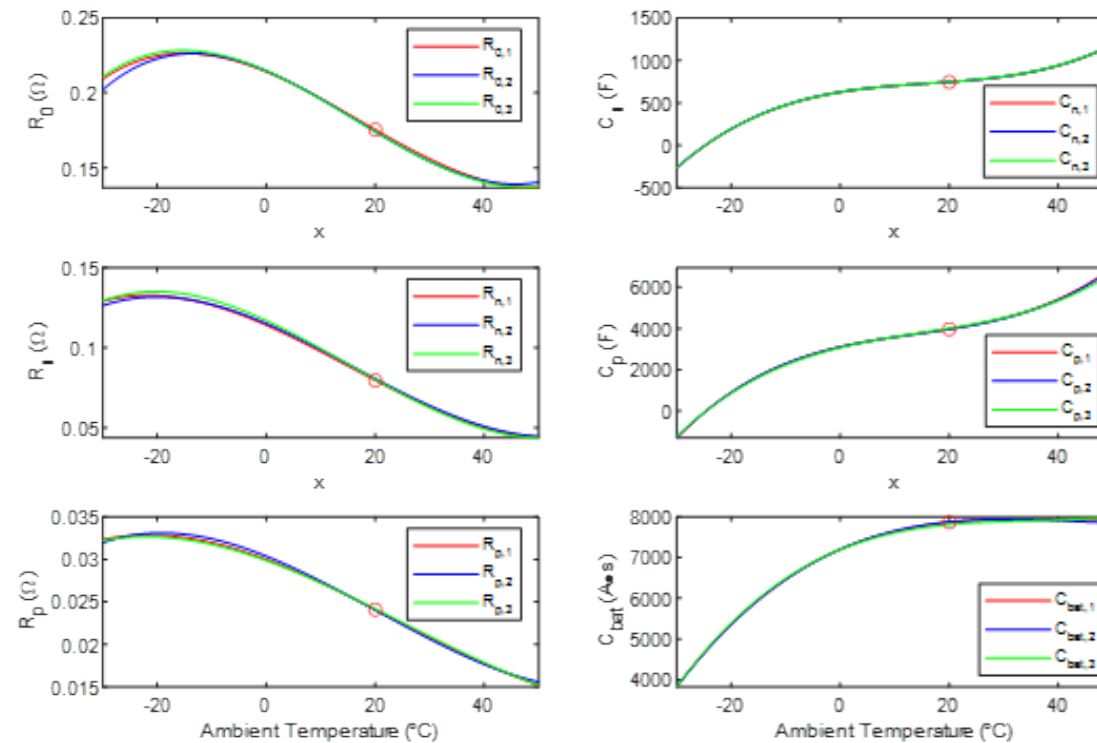 0.25
0.2
0.15
R0 (Ω)
R0,1
R0,2
R0,3
-20 0 20 40
x
1500
1000
500
0
-500
C (F)
Cn,1
Cn,2
Cn,3
-20 0 20 40
x
0.15
0.1
0.05
R (Ω)
Rn,1
Rn,2
Rn,3
-20 0 20 40
x
6000
4000
2000
0
Cp (F)
Cp,1
Cp,2
Cp,3
-20 0 20 40
x
0.035
0.03
0.025
0.02
0.015
Rp (Ω)
Rp,1
Rp,2
Rp,3
-20 0 20 40
Ambient Temperature (°C)
8000
7000
6000
5000
4000
Cbat (A•s)
Cbat,1
Cbat,2
Cbat,3
-20 0 20 40
Ambient Temperature (°C)